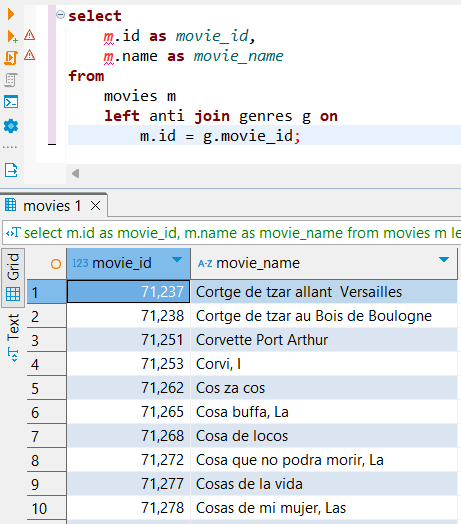 select
m.id as movie_id,
m.name as movie_name
from
movies m
left anti join genres g on
m.id = g.movie_id;
movies 1
select m.id as movie_id, m.name as movie_name from movies m le
Grid
Text
123 movie_id
A-Z movie_name
1 71,237 Cortge de tzar allant  Versailles
2 71,238 Cortge de tzar au Bois de Boulogne
3 71,251 Corvette Port Arthur
4 71,253 Corvi, I
5 71,262 Cos za cos
6 71,265 Cosa buffa, La
7 71,268 Cosa de locos
8 71,272 Cosa que no podra morir, La
9 71,277 Cosas de la vida
10 71,278 Cosas de mi mujer, Las